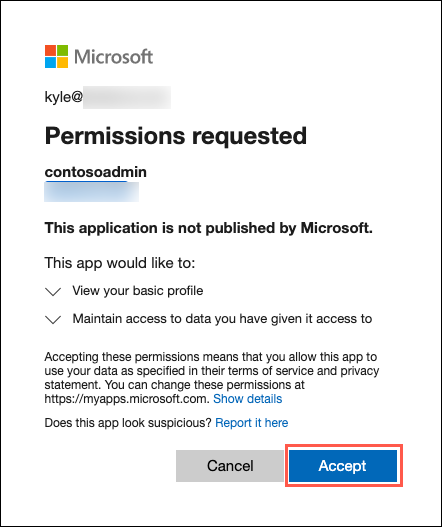 Microsoft
kyle@
Permissions requested
contosoadmin
This application is not published by Microsoft.
This app would like to:
View your basic profile
Maintain access to data you have given it access to
Accepting these permissions means that you allow this app to
use your data as specified in their terms of service and privacy
statement. You can change these permissions at
https://myapps.microsoft.com. Show details
Does this app look suspicious? Report it here
Cancel Accept